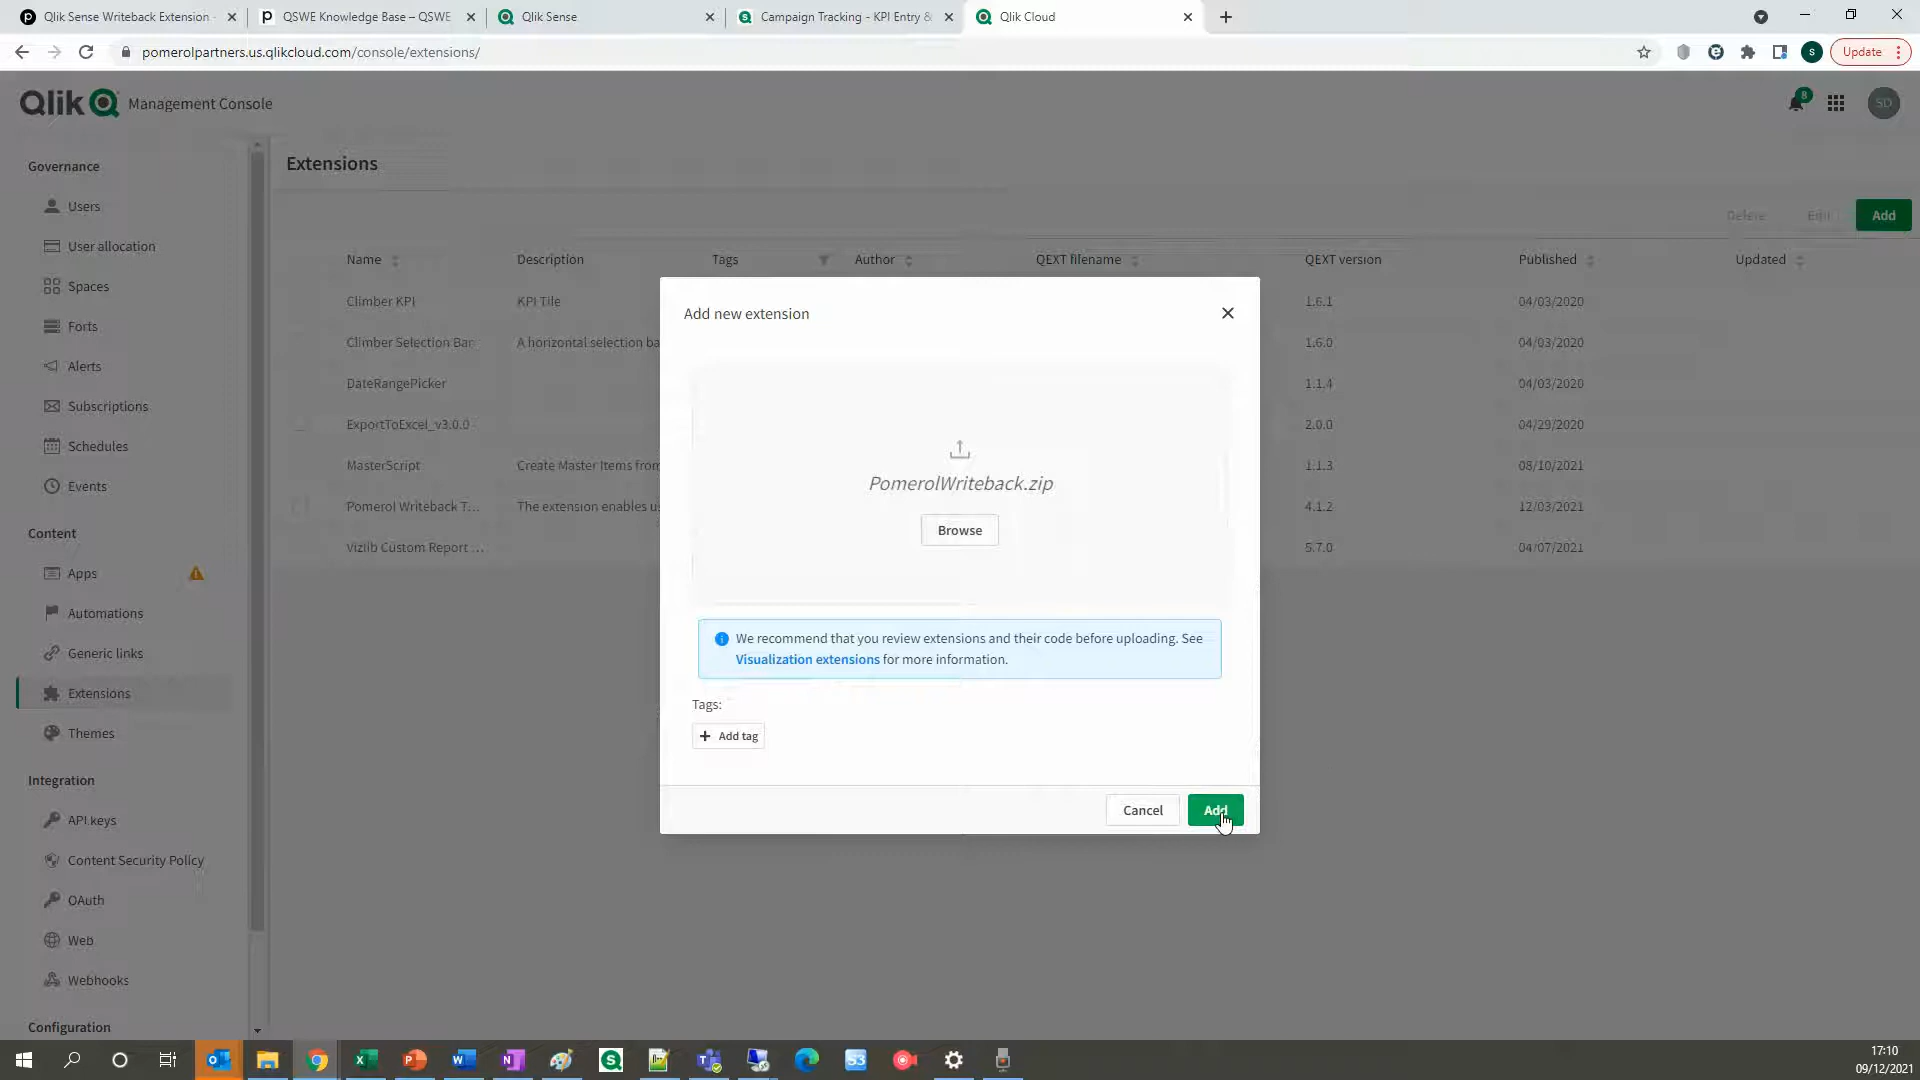 Qlik Sense Writeback Extension -
QSWE Knowledge Base – QSWE
Qlik Sense
Campaign Tracking - KPI Entry &
Qlik Cloud
pomerolpartners.us.qlikcloud.com/console/extensions/
S
Update
Qlik Management Console
8
SD
Governance
Users
User allocation
Spaces
Forts
Alerts
Subscriptions
Schedules
Events
Content
Apps
Automations
Generic links
Extensions
Themes
Integration
API keys
Content Security Policy
OAuth
Web
Webhooks
Configuration
Extensions
Delete Edit Add
Name Description Tags Author QEXT filename QEXT version Published Updated
Climber KPI KPI Tile 1.6.1 04/03/2020
Climber Selection Bar A horizontal selection ba 1.6.0 04/03/2020
DateRangePicker 1.1.4 04/03/2020
ExportToExcel_v3.0.0 2.0.0 04/29/2020
MasterScript Create Master Items from 1.1.3 08/10/2021
Pomerol Writeback T... The extension enables us 4.1.2 12/03/2021
Vizlib Custom Report ... 5.7.0 04/07/2021
Add new extension
PomerolWriteback.zip
Browse
We recommend that you review extensions and their code before uploading. See
Visualization extensions for more information.
Tags:
+ Add tag
Cancel
Add
17:10
09/12/2021